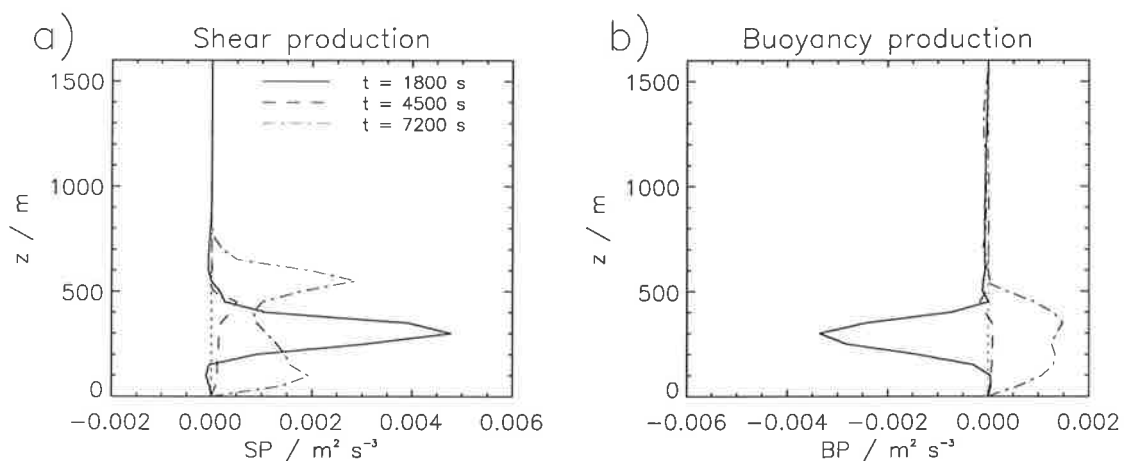 a) Shear production
1500
1000
500
0
z / m
t = 1800 s
t = 4500 s
t = 7200 s
−0.002 0.000 0.002 0.004 0.006
SP / m² s⁻³
b) Buoyancy production
1500
1000
500
0
z / m
−0.006 −0.004 −0.002 0.000 0.002
BP / m² s⁻³